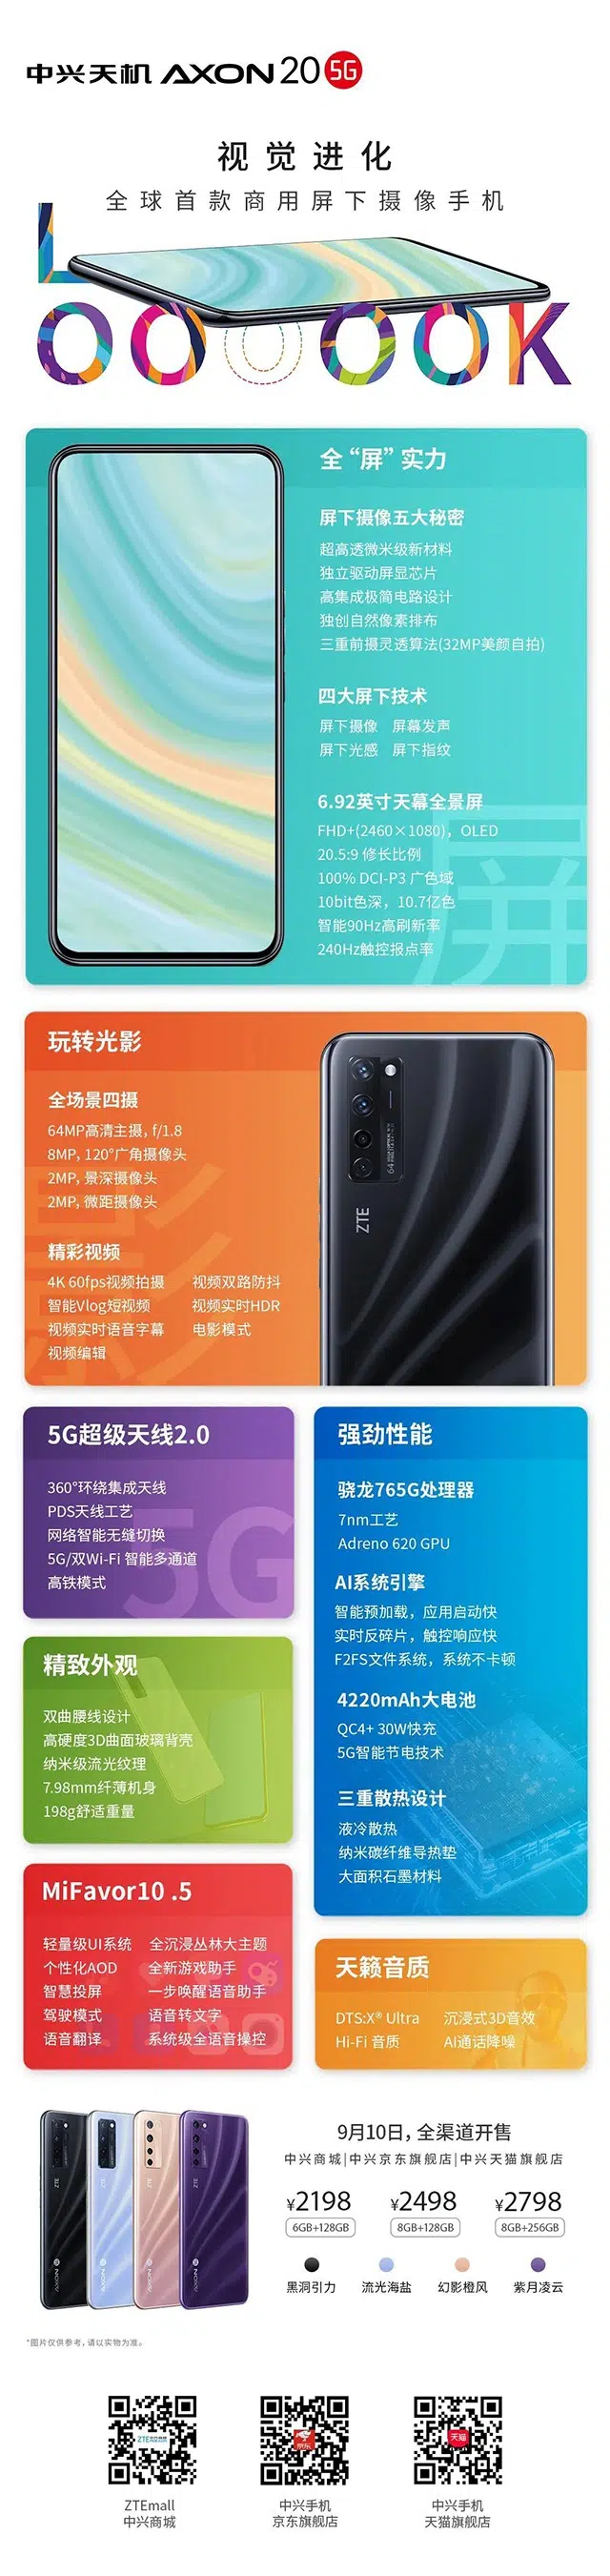 中兴天机 AXON 20 5G
视觉进化
全球首款商用屏下摄像手机
L
OOOOOK
全“屏”实力
屏下摄像五大秘密
超高透微米级新材料
独立驱动屏显芯片
高集成极简电路设计
独创自然像素排布
三重前摄灵透算法(32MP美颜自拍)
四大屏下技术
屏下摄像 屏幕发声
屏下光感 屏下指纹
6.92英寸天幕全景屏
FHD+(2460×1080)，OLED
20.5:9 修长比例
100% DCI-P3 广色域
10bit色深，10.7亿色
智能90Hz高刷新率
240Hz触控报点率
屏
玩转光影
全场景四摄
64MP高清主摄, f/1.8
8MP, 120°广角摄像头
2MP, 景深摄像头
2MP, 微距摄像头
精彩视频
4K 60fps视频拍摄 视频双路防抖
智能Vlog短视频 视频实时HDR
视频实时语音字幕 电影模式
视频编辑
影
ZTE
5G超级天线2.0
360°环绕集成天线
PDS天线工艺
网络智能无缝切换
5G/双Wi-Fi 智能多通道
高铁模式
5G
强劲性能
骁龙765G处理器
7nm工艺
Adreno 620 GPU
AI系统引擎
智能预加载，应用启动快
实时反碎片，触控响应快
F2FS文件系统，系统不卡顿
4220mAh大电池
QC4+ 30W快充
5G智能节电技术
三重散热设计
液冷散热
纳米碳纤维导热垫
大面积石墨材料
精致外观
双曲腰线设计
高硬度3D曲面玻璃背壳
纳米级流光纹理
7.98mm纤薄机身
198g舒适重量
MiFavor10 .5
轻量级UI系统 全沉浸丛林大主题
个性化AOD 全新游戏助手
智慧投屏 一步唤醒语音助手
驾驶模式 语音转文字
语音翻译 系统级全语音操控
天籁音质
DTS:X® Ultra 沉浸式3D音效
Hi-Fi 音质 AI通话降噪
9月10日, 全渠道开售
中兴商城|中兴京东旗舰店|中兴天猫旗舰店
¥2198 ¥2498 ¥2798
6GB+128GB 8GB+128GB 8GB+256GB
黑洞引力 流光海盐 幻影橙风 紫月凌云
*图片仅供参考, 请以实物为准。
京东
天猫
ZTEmall 中兴手机 中兴手机
中兴商城 京东旗舰店 天猫旗舰店